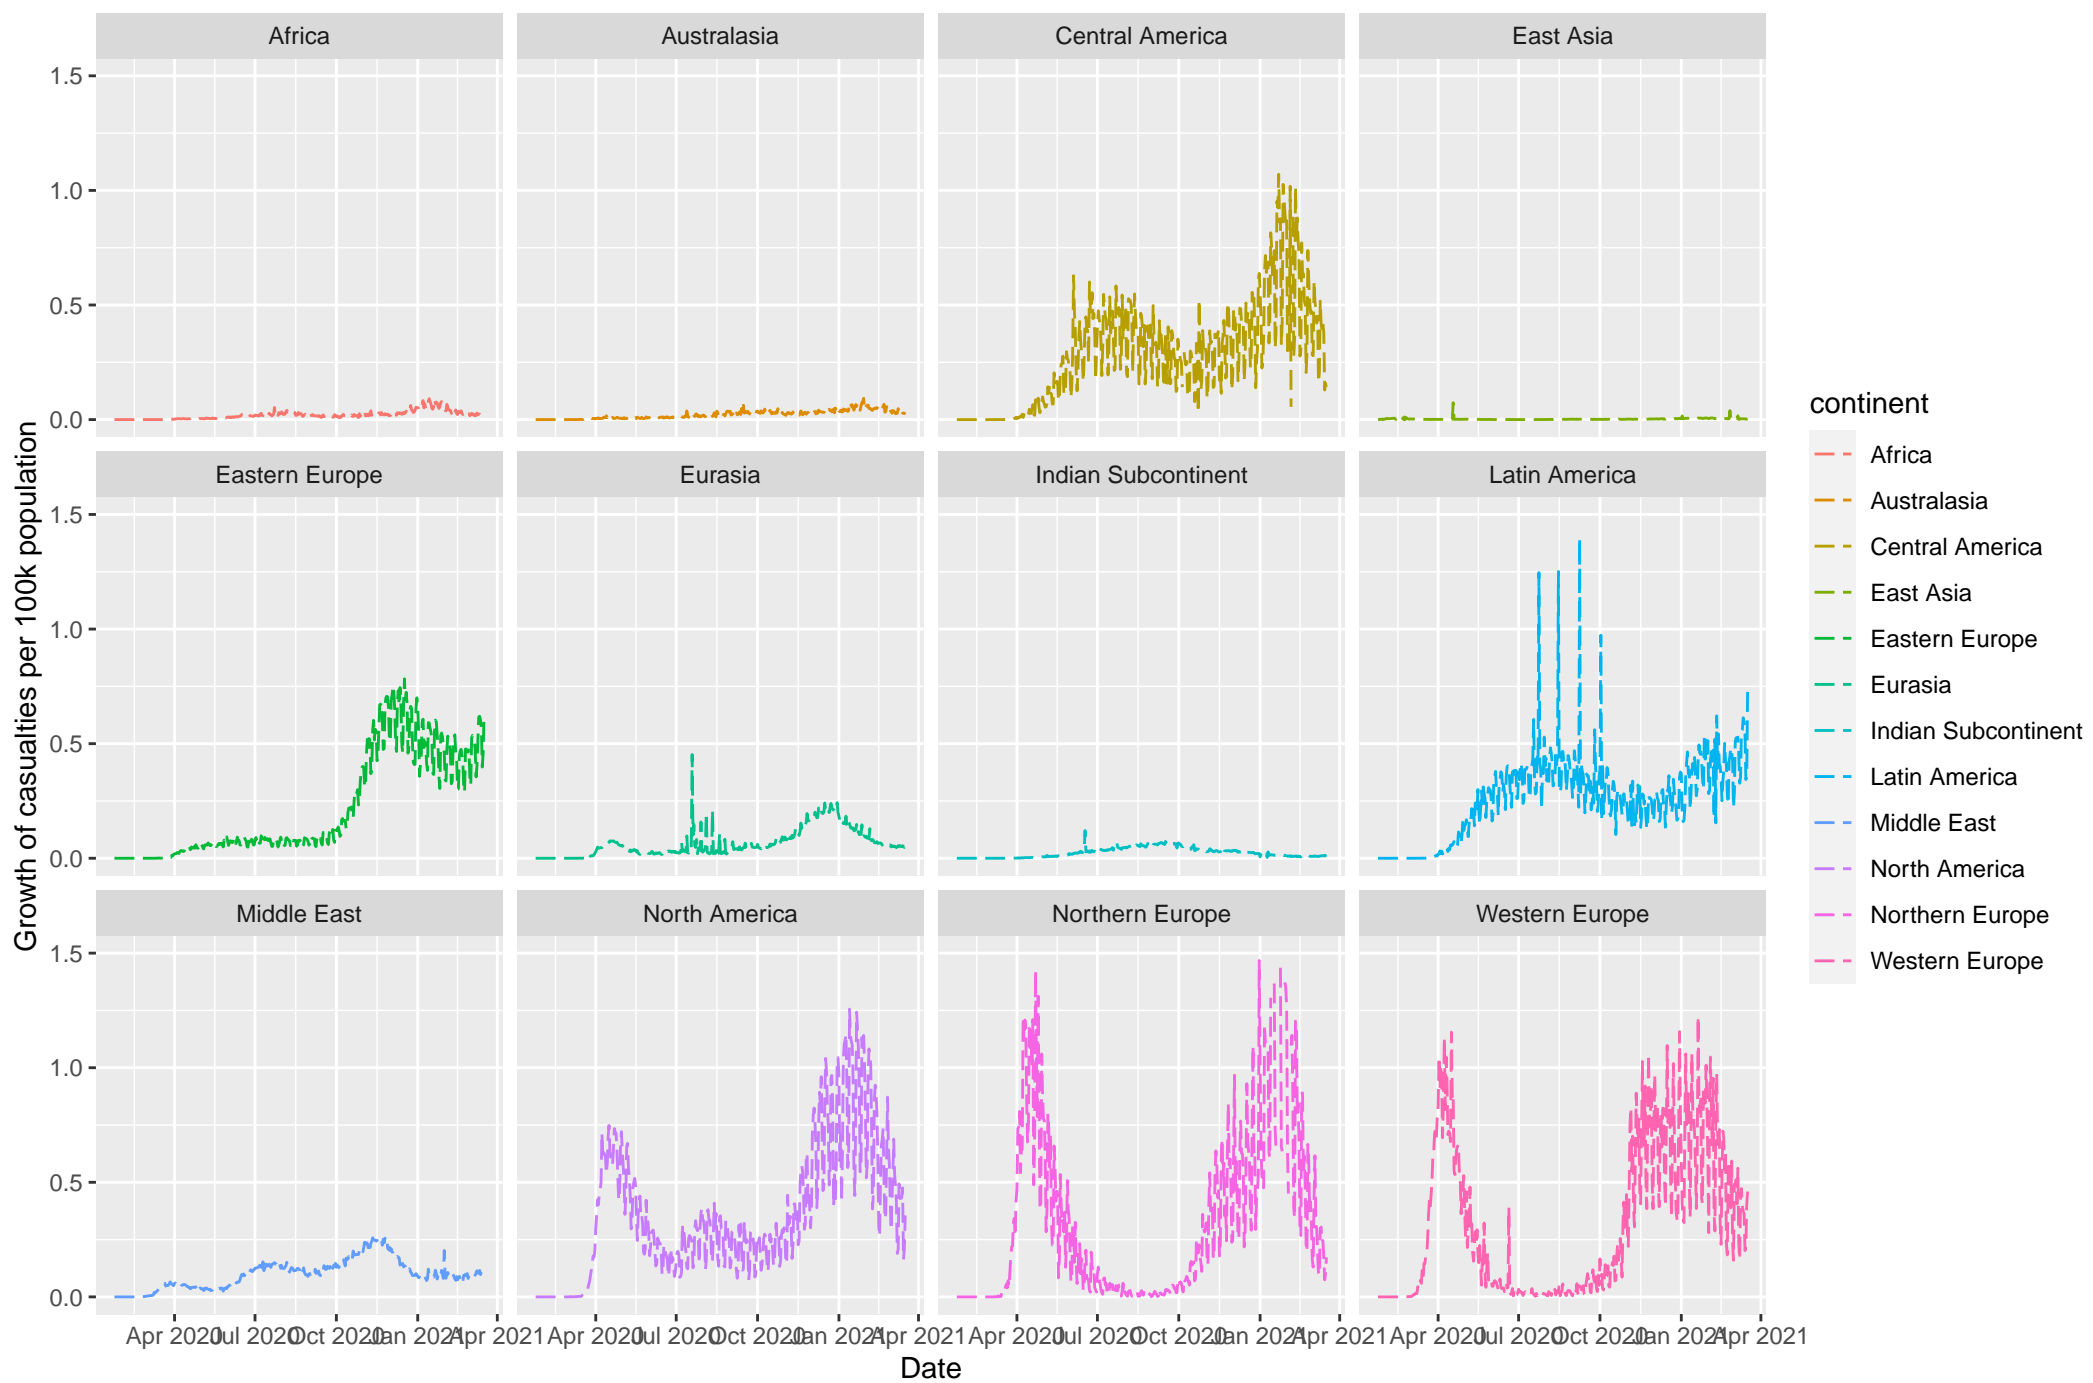 Africa
Australasia
Central America
East Asia
1.5
1.0
0.5
0.0
Eastern Europe
Eurasia
Indian Subcontinent
Latin America
1.5
1.0
0.5
0.0
Middle East
North America
Northern Europe
Western Europe
1.5
1.0
0.5
0.0
Apr 2020 Jul 2020 Oct 2020 Jan 2021 Apr 2021 Apr 2020 Jul 2020 Oct 2020 Jan 2021 Apr 2021 Apr 2020 Jul 2020 Oct 2020 Jan 2021 Apr 2021 Apr 2020 Jul 2020 Oct 2020 Jan 2021 Apr 2021
Date
Growth of casualties per 100k population
continent
Africa
Australasia
Central America
East Asia
Eastern Europe
Eurasia
Indian Subcontinent
Latin America
Middle East
North America
Northern Europe
Western Europe